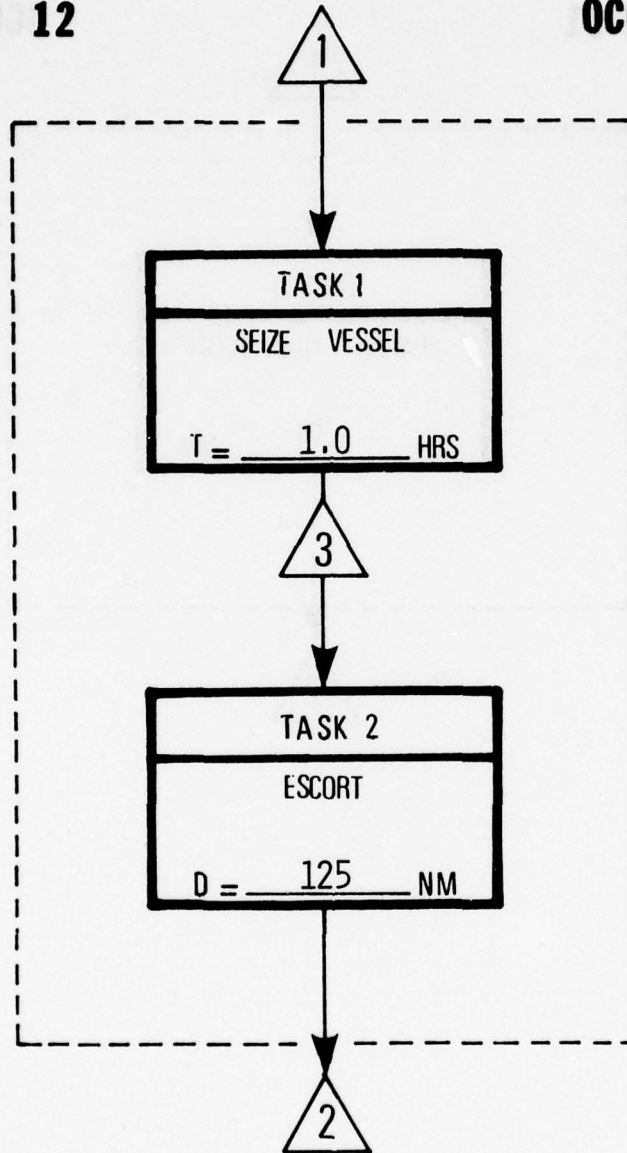 12 OC
1
TASK 1
SEIZE VESSEL
T = 1.0 HRS
3
TASK 2
ESCORT
D = 125 NM
2